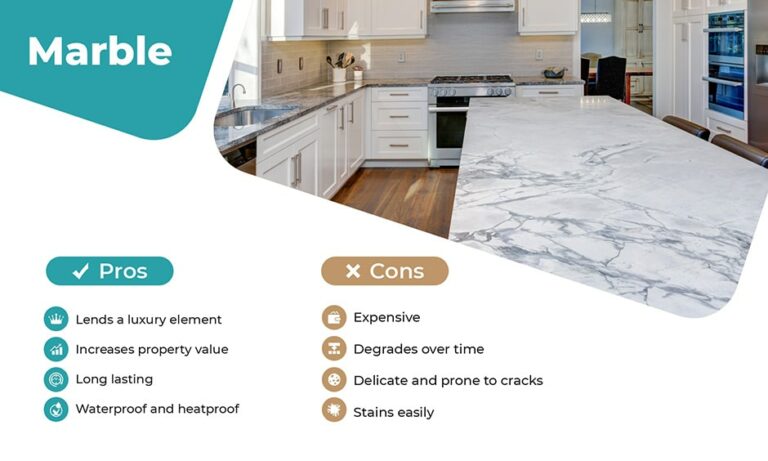 Marble
Pros
Lends a luxury element
Increases property value
Long lasting
Waterproof and heatproof
Cons
Expensive
Degrades over time
Delicate and prone to cracks
Stains easily